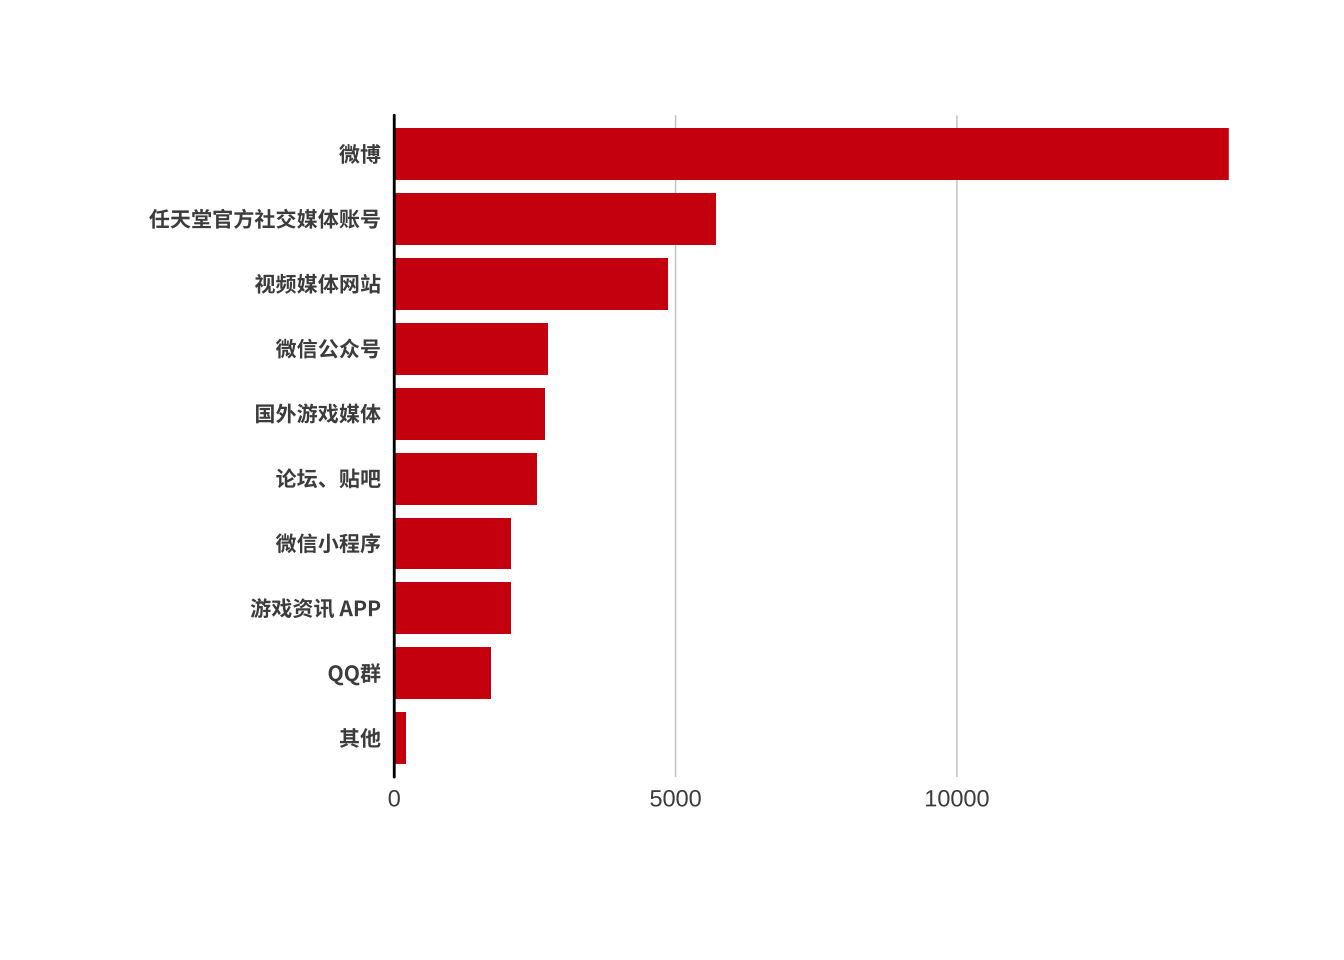 微博
任天堂官方社交媒体账号
视频媒体网站
微信公众号
国外游戏媒体
论坛、贴吧
微信小程序
游戏资讯 APP
QQ群
其他
0 5000 10000